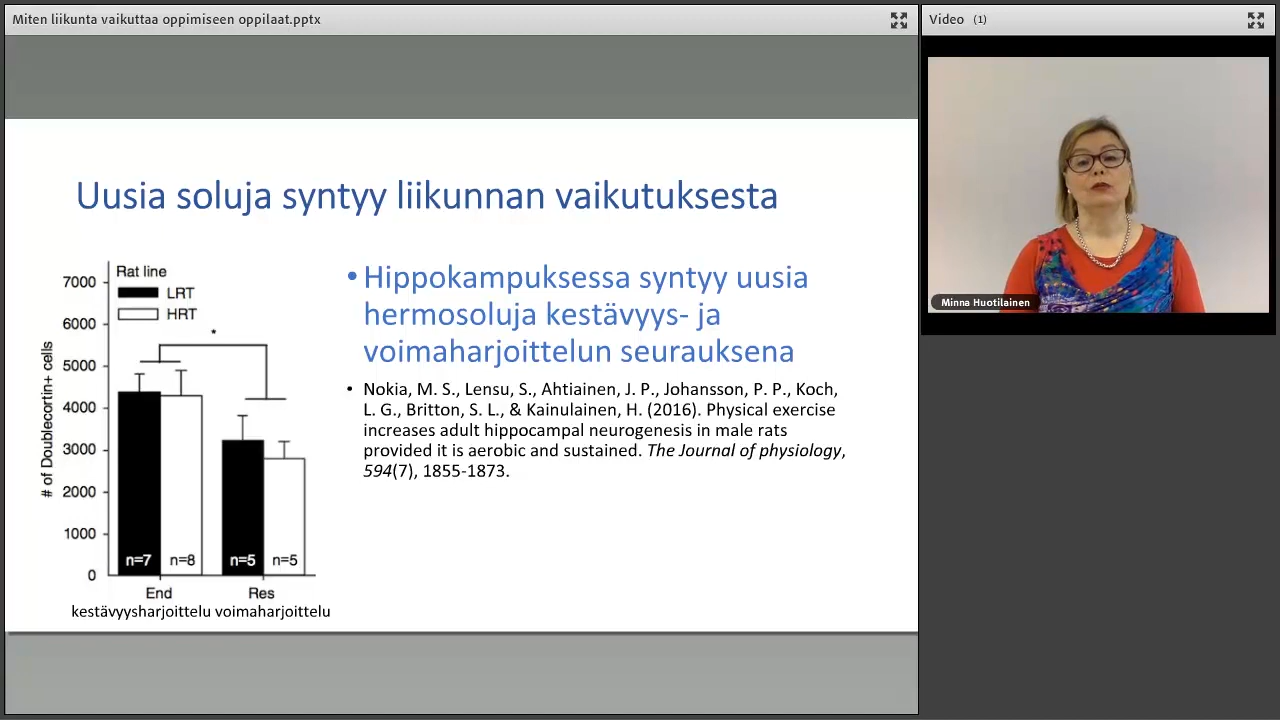 Miten liikunta vaikuttaa oppimiseen oppilaat.pptx
Video (1)
Minna Huotilainen
Uusia soluja syntyy liikunnan vaikutuksesta
• Hippokampuksessa syntyy uusia
hermosoluja kestävyys- ja
voimaharjoittelun seurauksena
• Nokia, M. S., Lensu, S., Ahtiainen, J. P., Johansson, P. P., Koch,
L. G., Britton, S. L., & Kainulainen, H. (2016). Physical exercise
increases adult hippocampal neurogenesis in male rats
provided it is aerobic and sustained. The Journal of physiology,
594(7), 1855-1873.
# of Doublecortin+ cells
7000
6000
5000
4000
3000
2000
1000
0
Rat line
LRT
HRT
*
n=7 n=8 n=5 n=5
End Res
kestävyysharjoittelu voimaharjoittelu